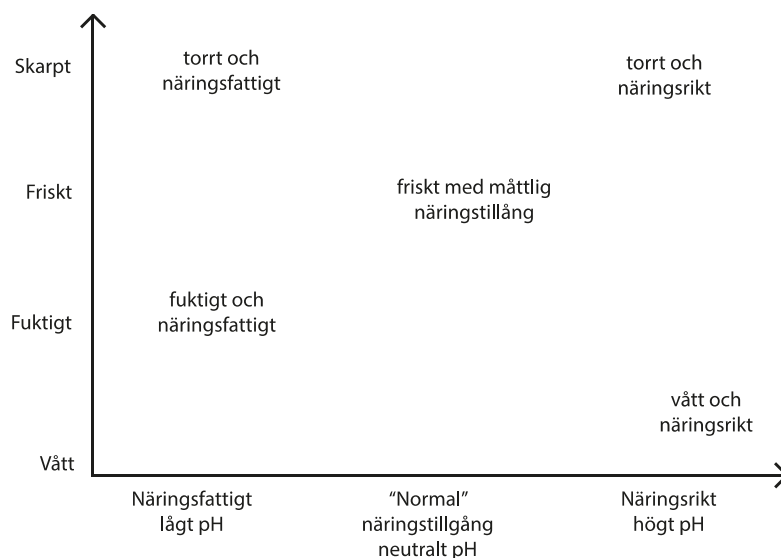 Skarpt
torrt och
näringsfattigt
torrt och
näringsrikt
Friskt
friskt med måttlig
näringstillång
Fuktigt
fuktigt och
näringsfattigt
vått och
näringsrikt
Vått
Näringsfattigt
lågt pH
“Normal”
näringstillgång
neutralt pH
Näringsrikt
högt pH